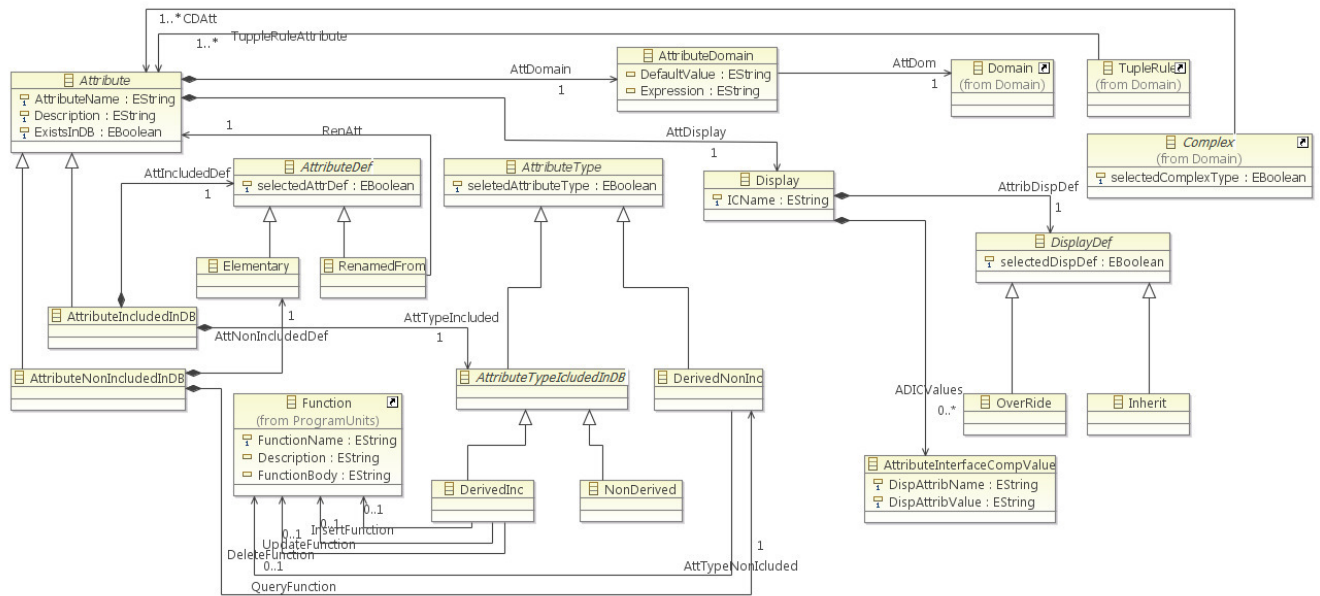 1..* CDAtt
TuppleRuleAttribute
1..*
Attribute
AttributeName : EString
Description : EString
ExistsInDB : EBoolean
AttDomain
1
AttributeDomain
DefaultValue : EString
Expression : EString
AttDom
1
Domain
(from Domain)
TupleRule
(from Domain)
Complex
(from Domain)
selectedComplexType : EBoolean
1
RenAtt
AttDisplay
1
AttIncludedDef
1
AttributeDef
selectedAttrDef : EBoolean
AttributeType
seletedAttributeType : EBoolean
Display
ICName : EString
AttribDispDef
1
DisplayDef
selectedDispDef : EBoolean
Elementary
RenamedFrom
AttributeIncludedInDB
1
AttNonIncludedDef
AttTypeIncluded
1
AttributeNonIncludedInDB
AttributeTypeIcludedInDB
DerivedNonInc
ADICValues
0..*
OverRide
Inherit
Function
(from ProgramUnits)
FunctionName : EString
Description : EString
FunctionBody : EString
AttributeInterfaceCompValue
DispAttribName : EString
DispAttribValue : EString
DerivedInc
NonDerived
0..1
InsertFunction
0..1
UpdateFunction
0..1
DeleteFunction
0..1
1
AttTypeNonIcluded
QueryFunction